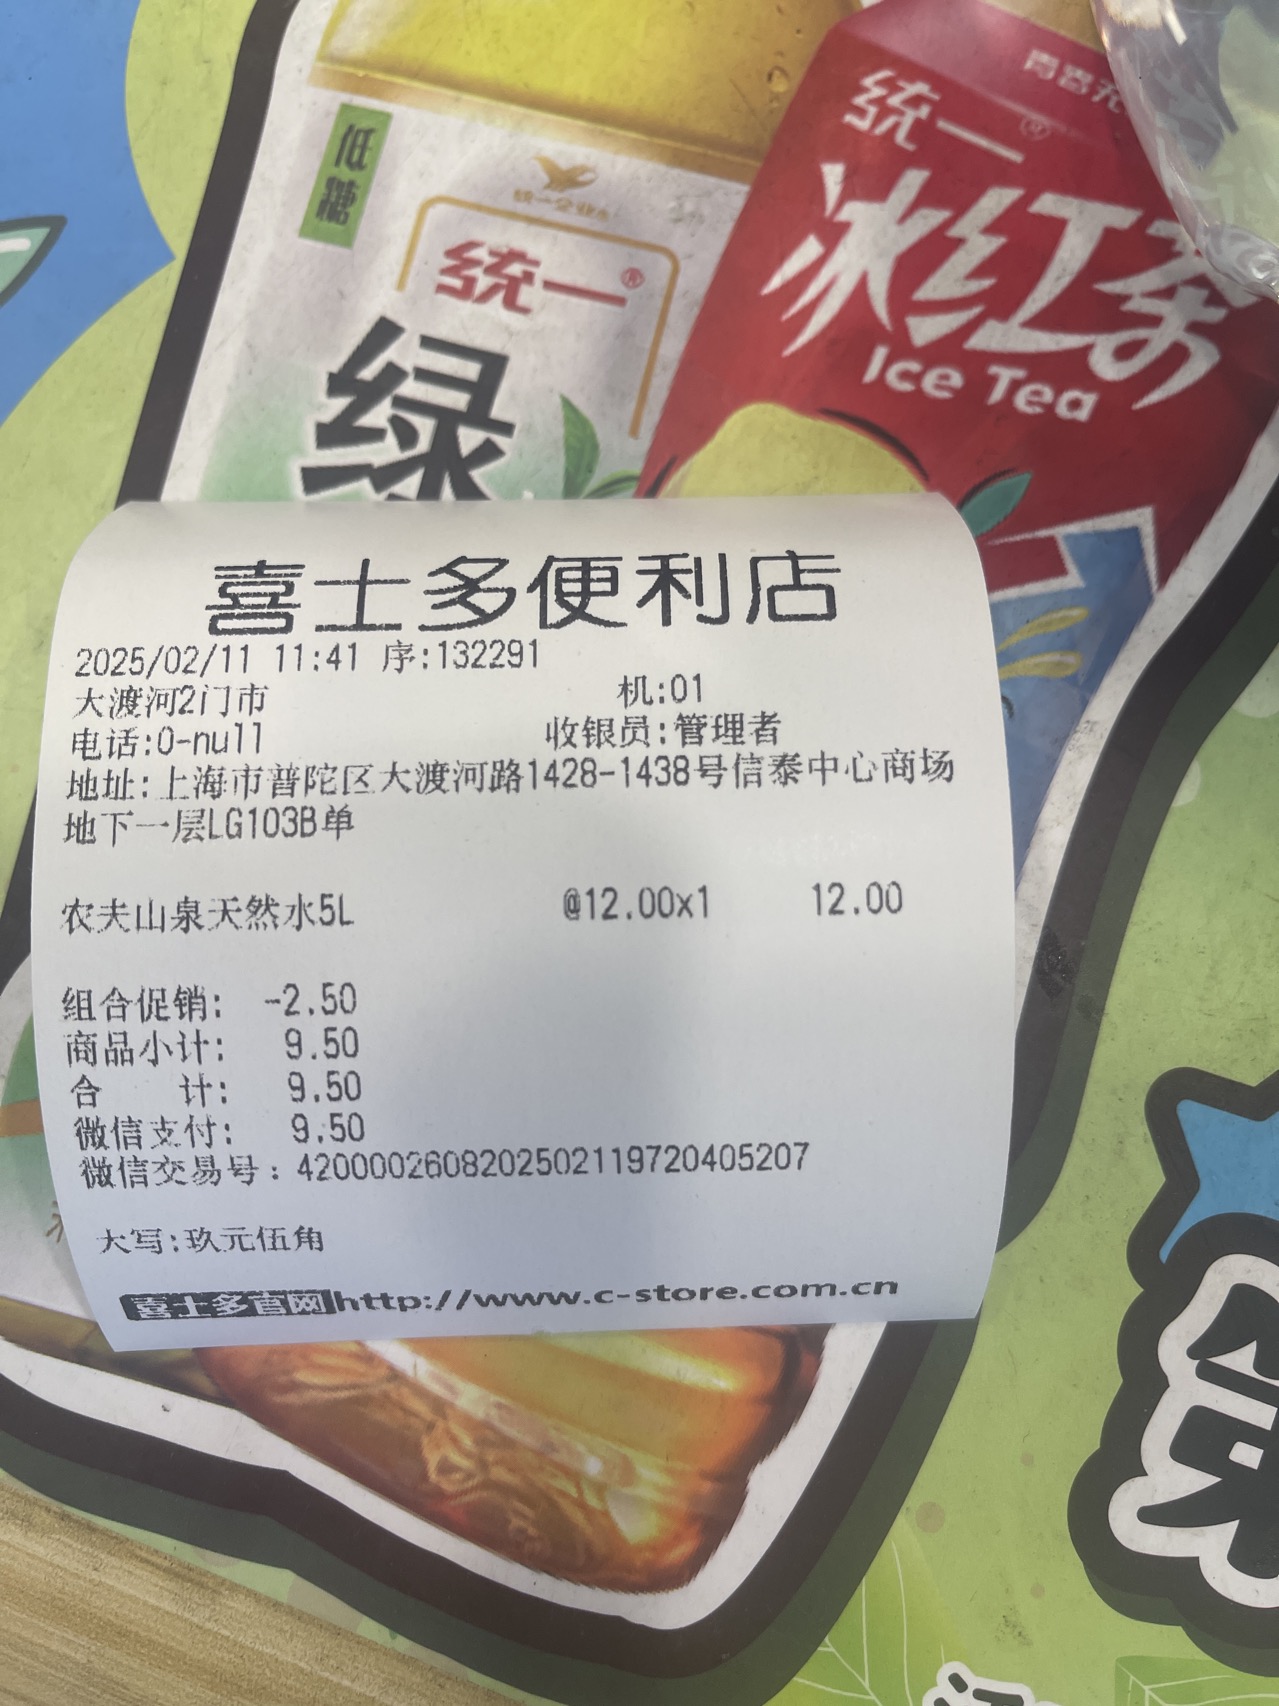 低糖
统一企业
统一®
绿
青春无
统一®
冰红茶
Ice Tea
喜士多便利店
2025/02/11 11:41 序:132291
大渡河2门市 机:01
电话:0-null 收银员:管理者
地址:上海市普陀区大渡河路1428-1438号信泰中心商场
地下一层LG103B单
农夫山泉天然水5L @12.00x1 12.00
组合促销: -2.50
商品小计: 9.50
合 计: 9.50
微信支付: 9.50
微信交易号:4200002608202502119720405207
大写:玖元伍角
喜士多官网http://www.c-store.com.cn